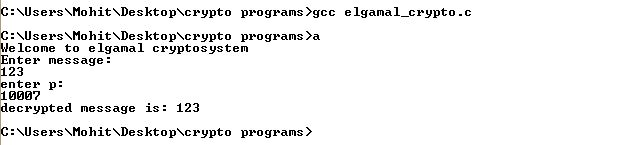 C:\Users\Mohit\Desktop\crypto programs>gcc elgamal_crypto.c
C:\Users\Mohit\Desktop\crypto programs>a
Welcome to elgamal cryptosystem
Enter message:
123
enter p:
10007
decrypted message is: 123
C:\Users\Mohit\Desktop\crypto programs>